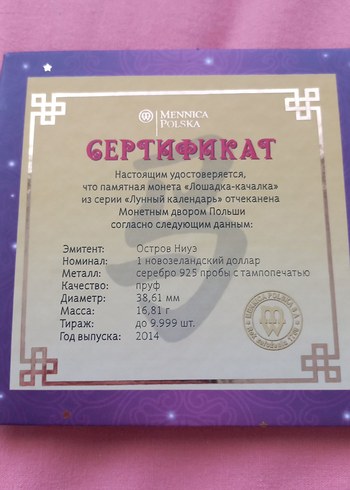 MENNICA
POLSKA
СЕРТИФИКАТ
Настоящим удостоверяется,
что памятная монета «Лошадка-качалка»
из серии «Лунный календарь» отчеканена
Монетным двором Польши
согласно следующим данным:
Эмитент: Остров Ниуэ
Номинал: 1 новозеландский доллар
Металл: серебро 925 пробы с тампопечатью
Качество: пруф
Диаметр: 38,61 мм
Масса: 16,81 г
Тираж: до 9.999 шт.
Год выпуска: 2014
MENNICA POLSKA S.A.